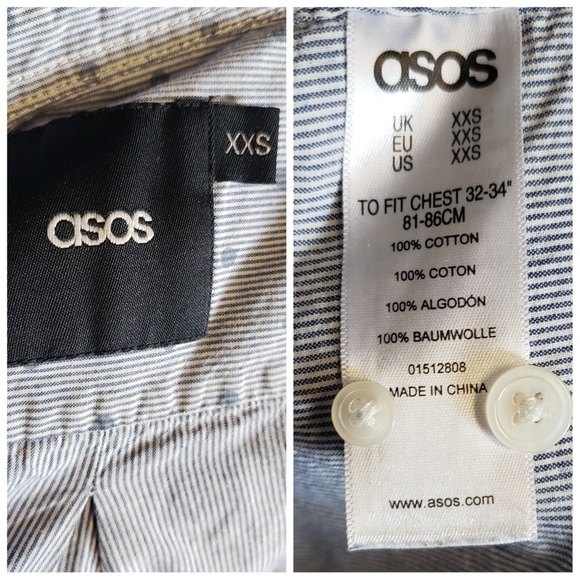 XXS
asos
asos
UK XXS
EU XXS
US XXS
TO FIT CHEST 32-34"
81-86CM
100% COTTON
100% COTON
100% ALGODÓN
100% BAUMWOLLE
01512808
MADE IN CHINA
www.asos.com